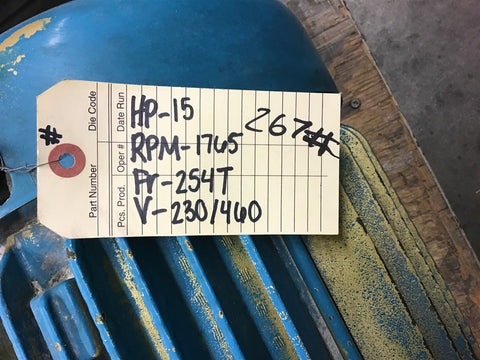 HP-15
RPM-1765
Fr-254T
V-230/460
267#
#
Part Number
Die Code
Pcs. Prod.
Oper #
Date Run